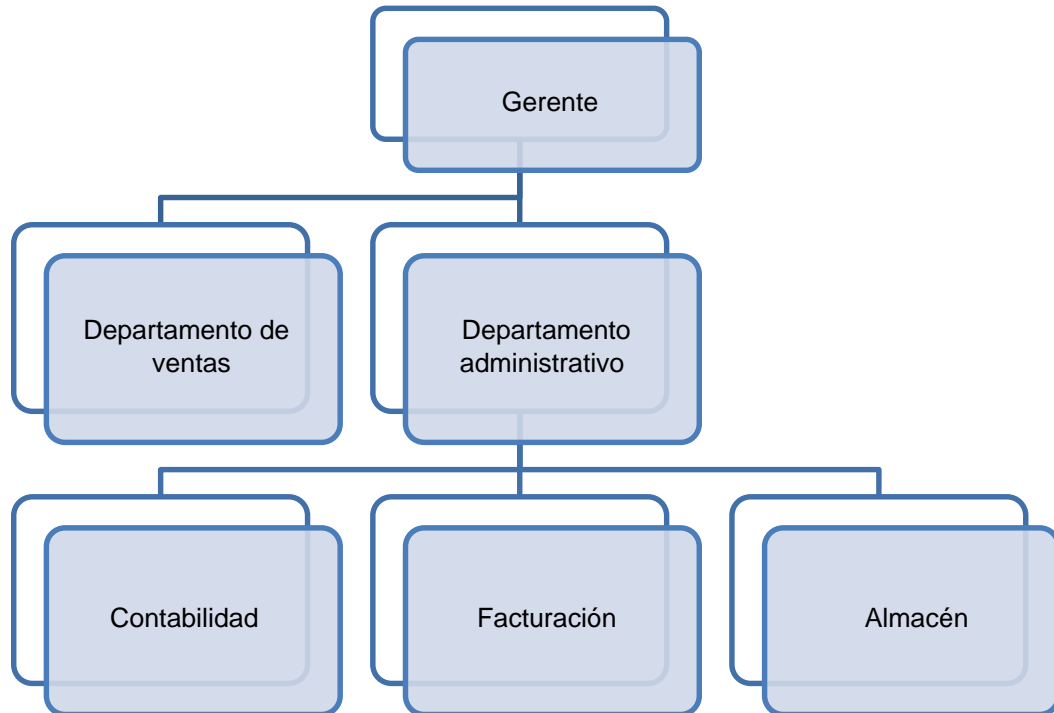 Gerente
Departamento de
ventas
Departamento
administrativo
Contabilidad
Facturación
Almacén